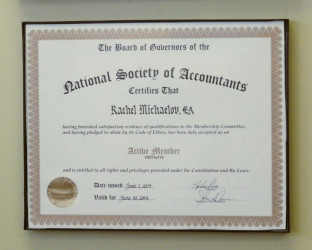 The Board of Governors of the
National Society of Accountants
Certifies That
Rachel Michaelov, EA
having furnished satisfactory evidence of qualifications to the Membership Committee,
and having pledged to abide by its Code of Ethics, has been duly accepted as an
Active Member
and is entitled to all rights and privileges provided under the Constitution and By-Laws.
Date issued June
Valid for June